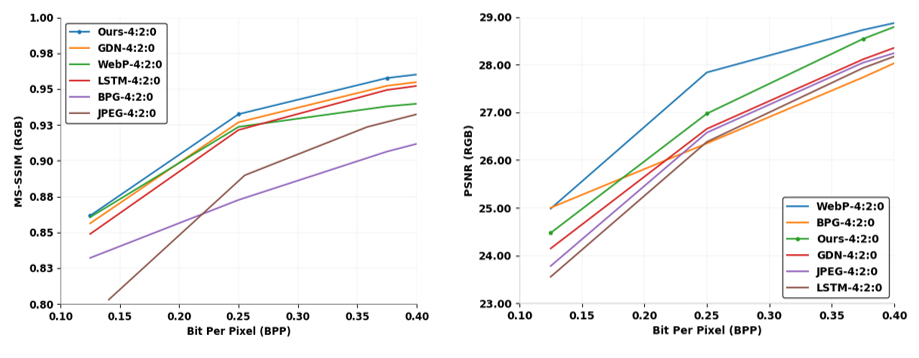 1.00
0.98
0.95
0.93
0.90
0.88
0.85
0.83
0.80
MS-SSIM (RGB)
Ours-4:2:0
GDN-4:2:0
WebP-4:2:0
LSTM-4:2:0
BPG-4:2:0
JPEG-4:2:0
0.10 0.15 0.20 0.25 0.30 0.35 0.40
Bit Per Pixel (BPP)
29.00
28.00
27.00
26.00
25.00
24.00
23.00
PSNR (RGB)
WebP-4:2:0
BPG-4:2:0
Ours-4:2:0
GDN-4:2:0
JPEG-4:2:0
LSTM-4:2:0
0.10 0.15 0.20 0.25 0.30 0.35 0.40
Bit Per Pixel (BPP)